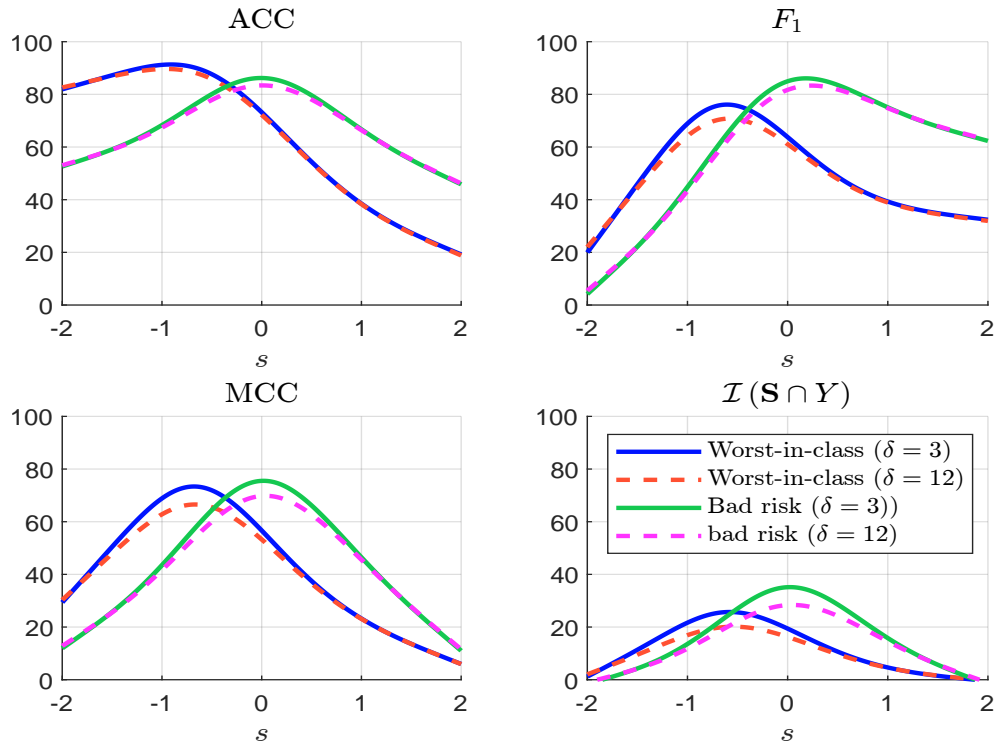 ACC
F₁
100
80
60
40
20
0
-2 -1 0 1 2
s
100
80
60
40
20
0
-2 -1 0 1 2
s
MCC
I (S ∩ Y)
100
80
60
40
20
0
-2 -1 0 1 2
s
100
80
60
40
20
0
-2 -1 0 1 2
s
Worst-in-class (δ = 3)
Worst-in-class (δ = 12)
Bad risk (δ = 3))
bad risk (δ = 12)